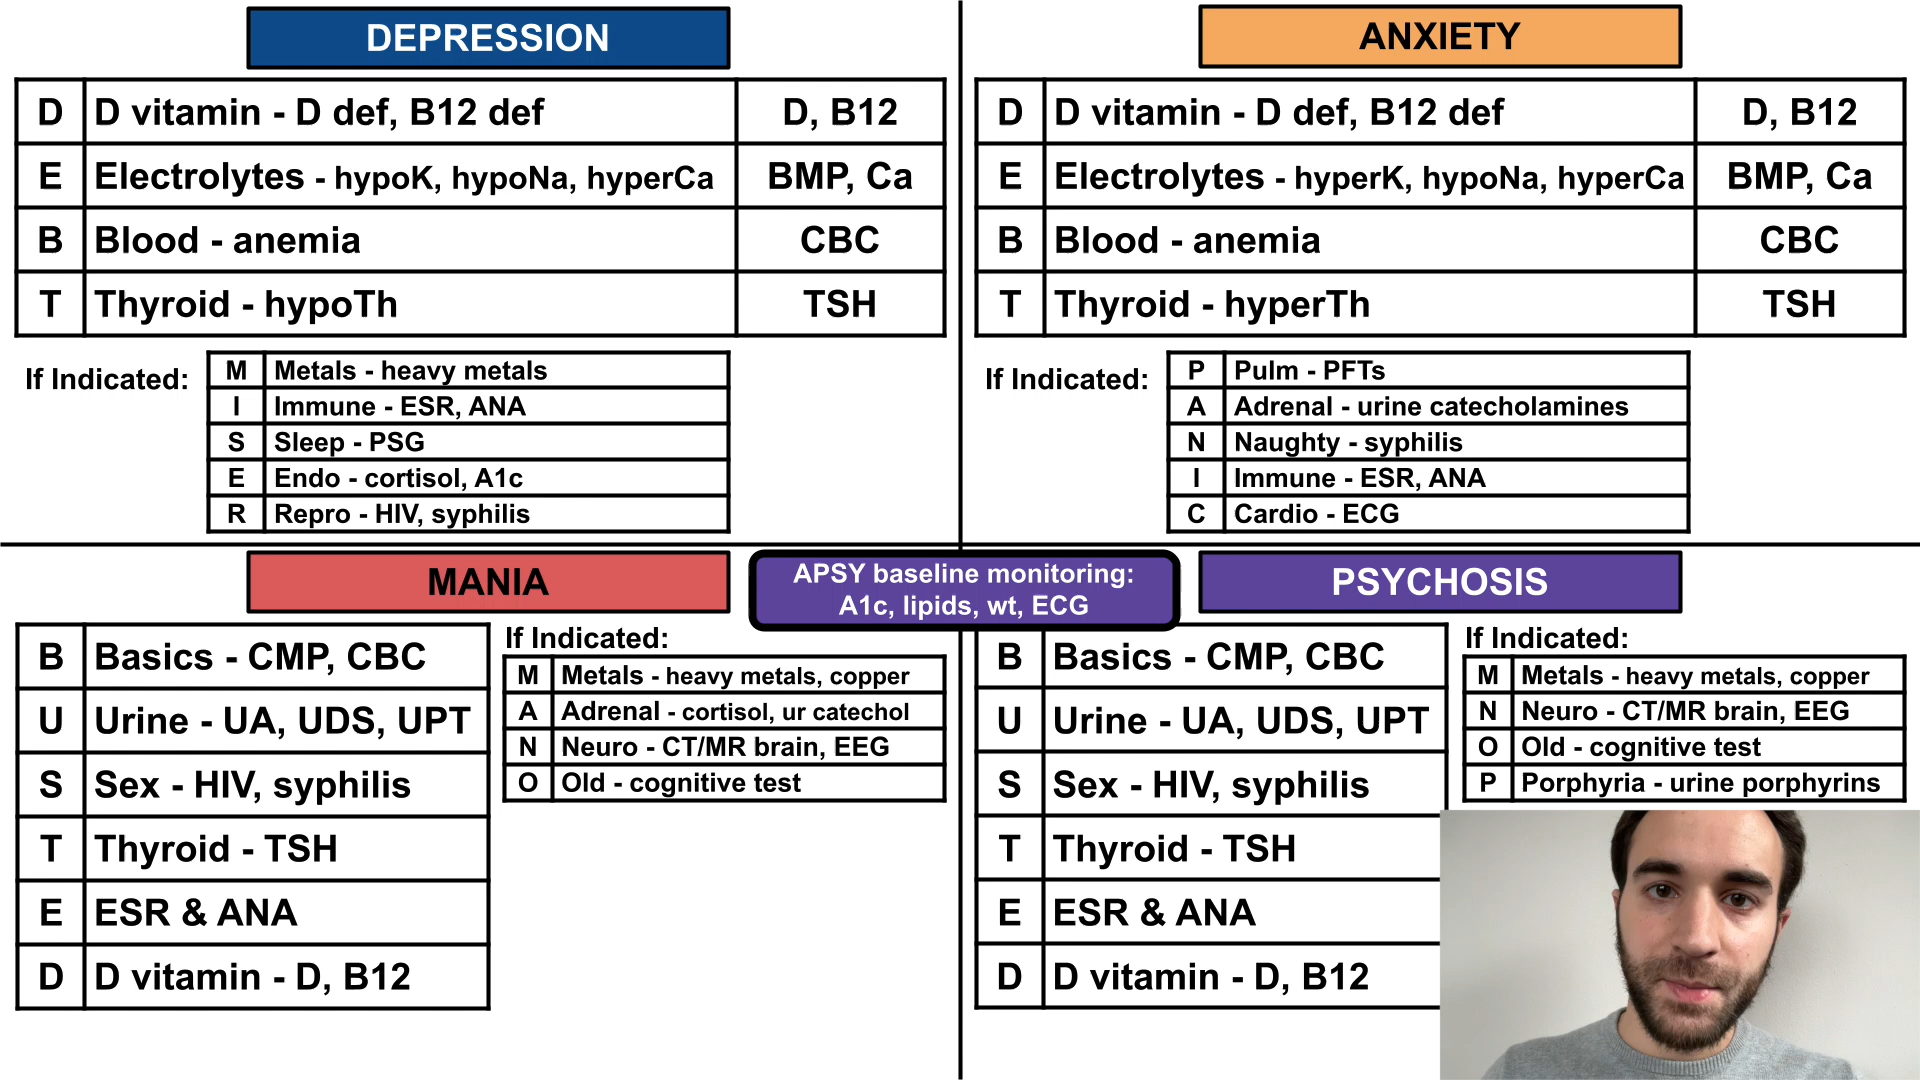 DEPRESSION
D D vitamin - D def, B12 def D, B12
E Electrolytes - hypoK, hypoNa, hyperCa BMP, Ca
B Blood - anemia CBC
T Thyroid - hypoTh TSH
If Indicated:
M Metals - heavy metals
I Immune - ESR, ANA
S Sleep - PSG
E Endo - cortisol, A1c
R Repro - HIV, syphilis
ANXIETY
D D vitamin - D def, B12 def D, B12
E Electrolytes - hyperK, hypoNa, hyperCa BMP, Ca
B Blood - anemia CBC
T Thyroid - hyperTh TSH
If Indicated:
P Pulm - PFTs
A Adrenal - urine catecholamines
N Naughty - syphilis
I Immune - ESR, ANA
C Cardio - ECG
MANIA
B Basics - CMP, CBC
U Urine - UA, UDS, UPT
S Sex - HIV, syphilis
T Thyroid - TSH
E ESR & ANA
D D vitamin - D, B12
If Indicated:
M Metals - heavy metals, copper
A Adrenal - cortisol, ur catechol
N Neuro - CT/MR brain, EEG
O Old - cognitive test
APSY baseline monitoring:
A1c, lipids, wt, ECG
PSYCHOSIS
B Basics - CMP, CBC
U Urine - UA, UDS, UPT
S Sex - HIV, syphilis
T Thyroid - TSH
E ESR & ANA
D D vitamin - D, B12
If Indicated:
M Metals - heavy metals, copper
N Neuro - CT/MR brain, EEG
O Old - cognitive test
P Porphyria - urine porphyrins